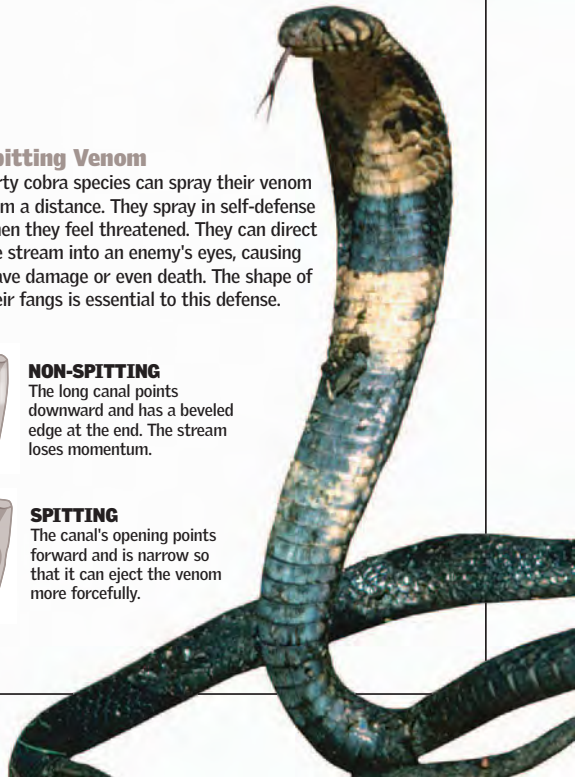 pitting Venom
rty cobra species can spray their venom
m a distance. They spray in self-defense
hen they feel threatened. They can direct
e stream into an enemy's eyes, causing
ave damage or even death. The shape of
eir fangs is essential to this defense.
NON-SPITTING
The long canal points
downward and has a beveled
edge at the end. The stream
loses momentum.
SPITTING
The canal's opening points
forward and is narrow so
that it can eject the venom
more forcefully.